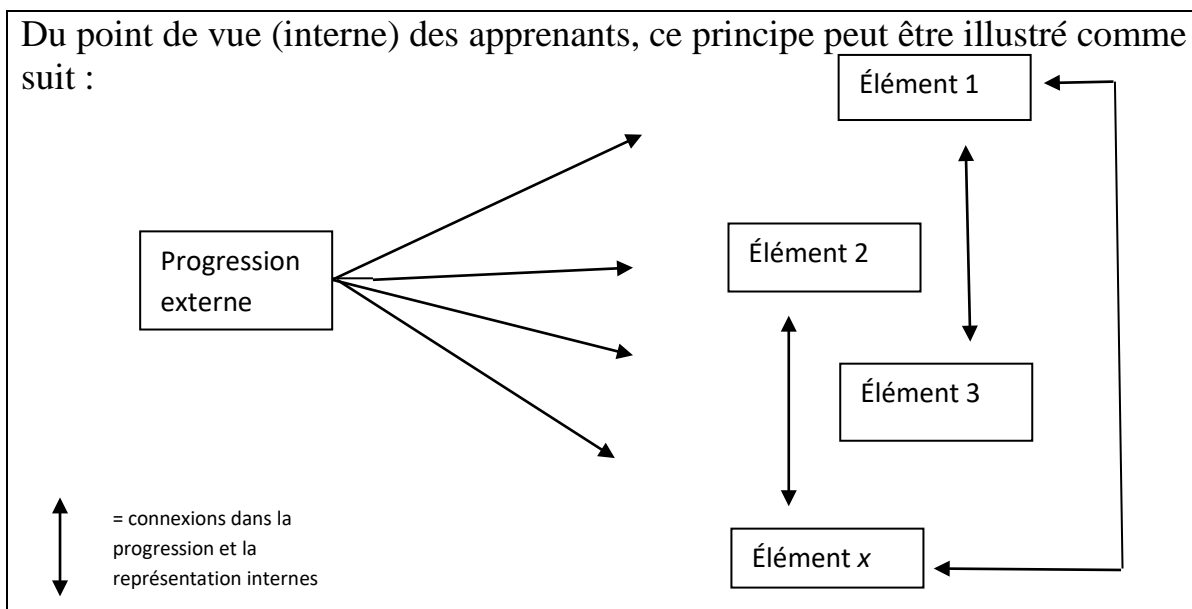 Du point de vue (interne) des apprenants, ce principe peut être illustré comme
suit :
Élément 1
Élément 2
Progression
externe
Élément 3
= connexions dans la
progression et la
représentation internes
Élément x